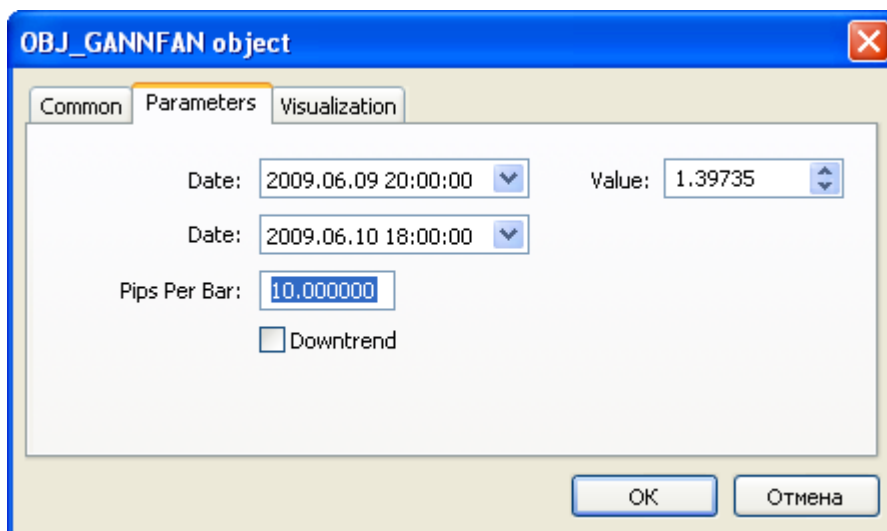 OBJ_GANNFAN object
Common Parameters Visualization
Date: 2009.06.09 20:00:00 Value: 1.39735
Date: 2009.06.10 18:00:00
Pips Per Bar: 10.000000
Downtrend
ОК Отмена